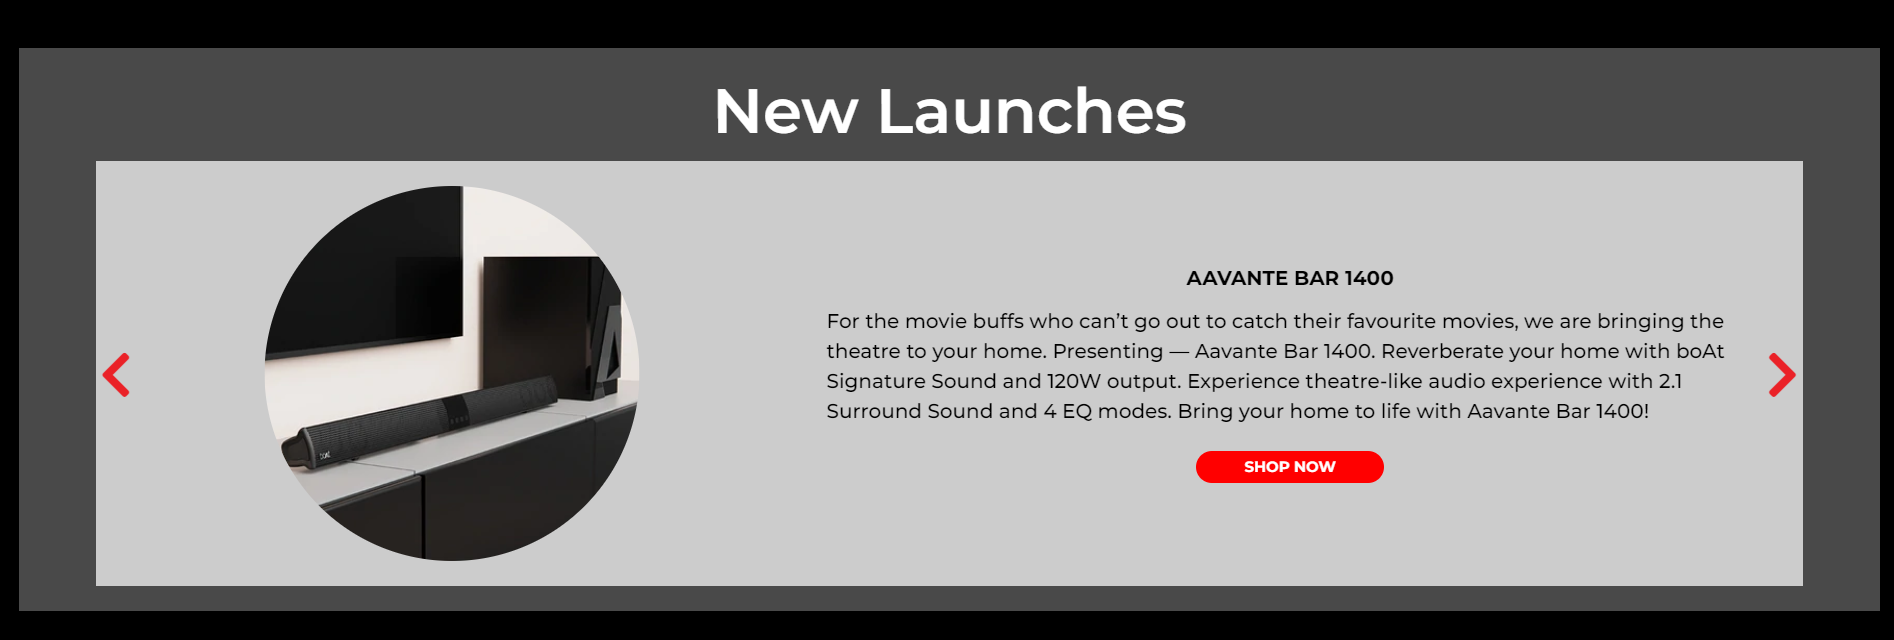 New Launches
AAVANTE BAR 1400
For the movie buffs who can’t go out to catch their favourite movies, we are bringing the
theatre to your home. Presenting — Aavante Bar 1400. Reverberate your home with boAt
Signature Sound and 120W output. Experience theatre-like audio experience with 2.1
Surround Sound and 4 EQ modes. Bring your home to life with Aavante Bar 1400!
SHOP NOW
boAt